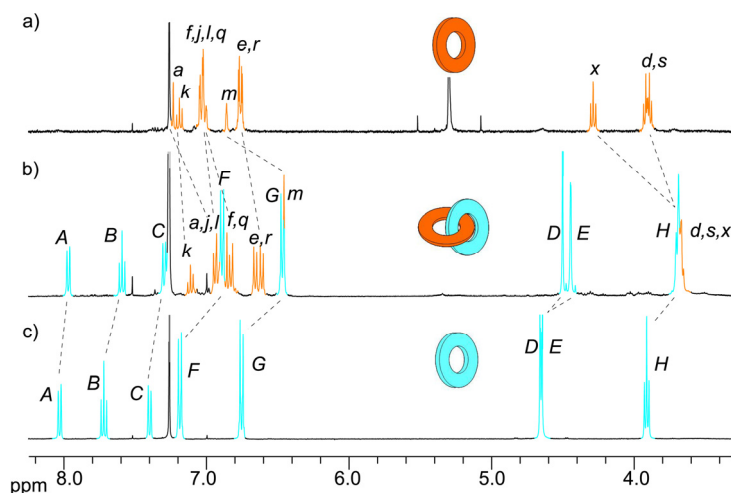 a)
f,j,l,q
e,r
a
k
m
x
d,s
b)
F
G
m
A
B
C
k
a,j,l
f,q
e,r
D
E
H
d,s,x
c)
A
B
C
F
G
D
E
H
8.0
7.0
6.0
5.0
4.0
ppm